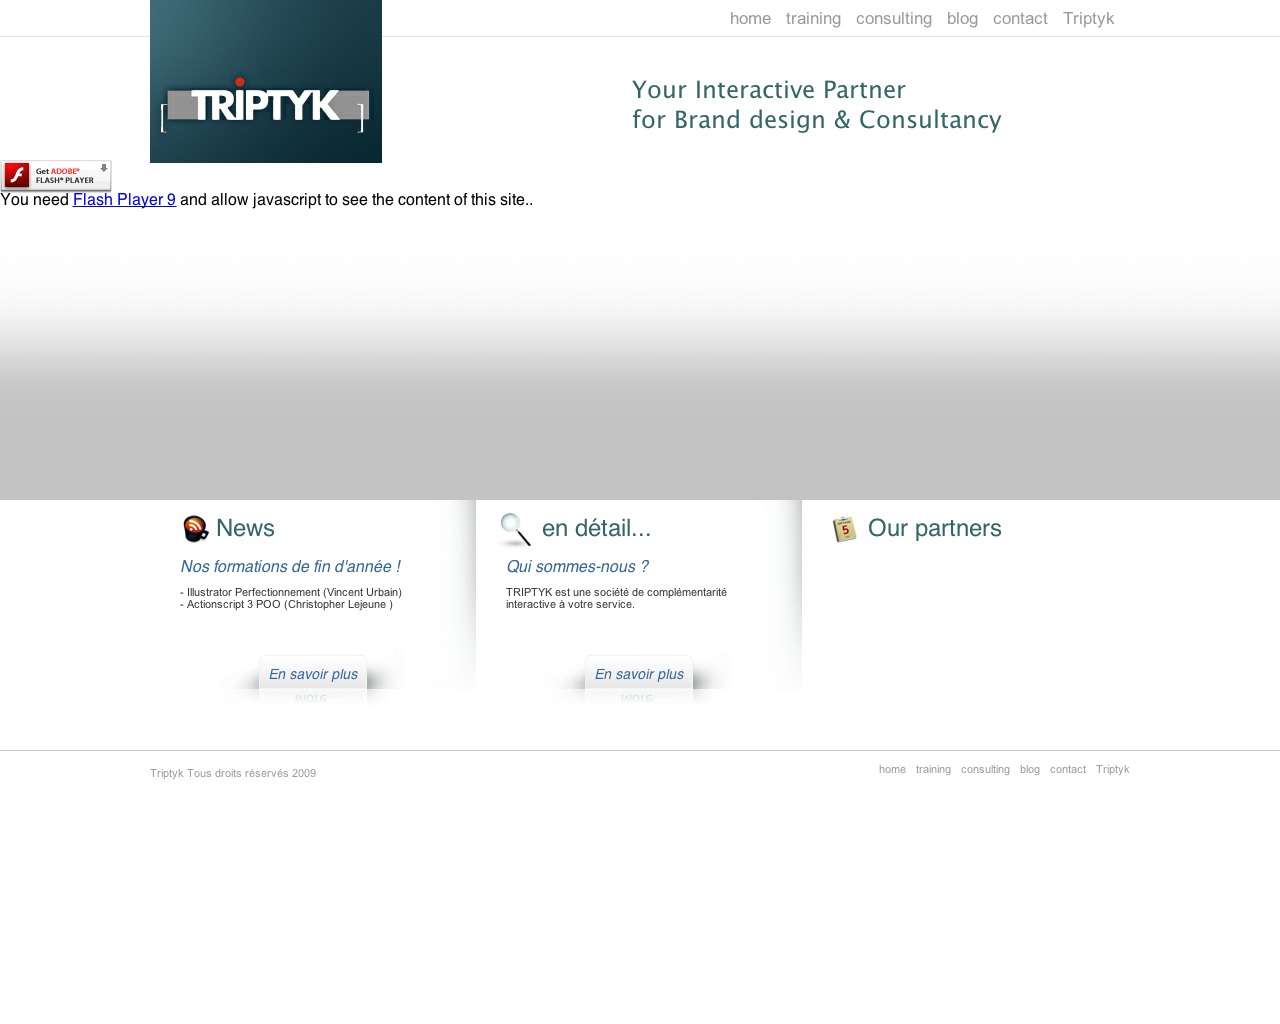 home training consulting blog contact Triptyk
[TRIPTYK]
Your Interactive Partner
for Brand design & Consultancy
Get ADOBE®
FLASH® PLAYER
You need Flash Player 9 and allow javascript to see the content of this site..
News
Nos formations de fin d'année !
- Illustrator Perfectionnement (Vincent Urbain)
- Actionscript 3 POO (Christopher Lejeune )
En savoir plus
en détail...
Qui sommes-nous ?
TRIPTYK est une société de complémentarité
interactive à votre service.
En savoir plus
5
Our partners
Triptyk Tous droits réservés 2009
home training consulting blog contact Triptyk